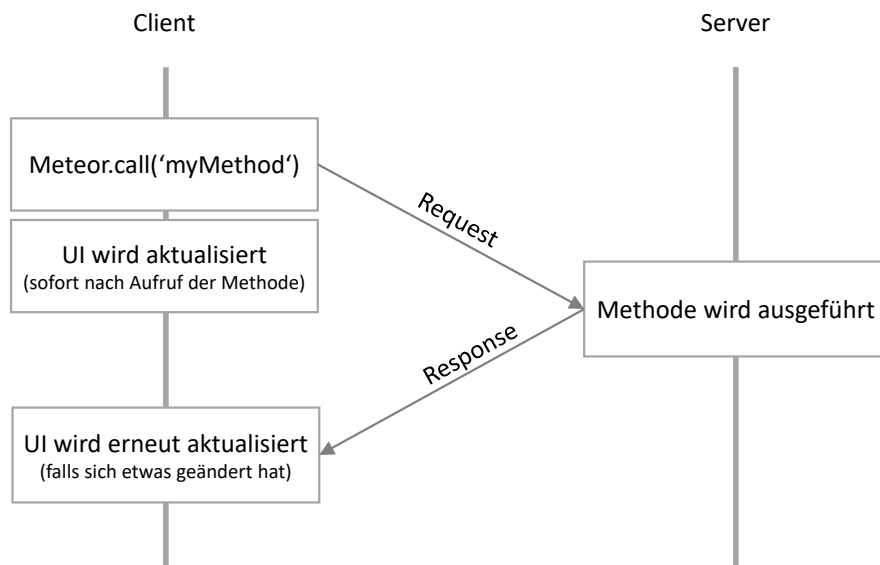 Client
Server
Meteor.call(‘myMethod‘)
Request
UI wird aktualisiert
(sofort nach Aufruf der Methode)
Methode wird ausgeführt
Response
UI wird erneut aktualisiert
(falls sich etwas geändert hat)